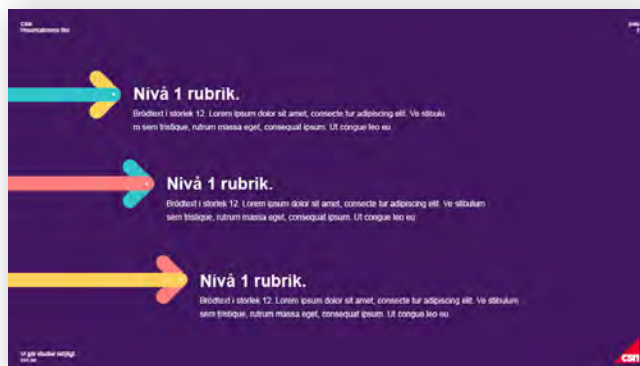 CSN
Presentationens titel
Nivå 1 rubrik.
Brödtext i storlek 12. Lorem ipsum dolor sit amet, consecte tur adipiscing elit. Ve stibulu
m sem tristique, rutrum massa eget, consequat ipsum. Ut congue leo eu
Nivå 1 rubrik.
Brödtext i storlek 12. Lorem ipsum dolor sit amet, consecte tur adipiscing elit. Ve stibulum
sem tristique, rutrum massa eget, consequat ipsum. Ut congue leo eu
Nivå 1 rubrik.
Brödtext i storlek 12. Lorem ipsum dolor sit amet, consecte tur adipiscing elit. Ve stibulum
sem tristique, rutrum massa eget, consequat ipsum. Ut congue leo eu
Vi gör studier möjligt
csn.se
csn